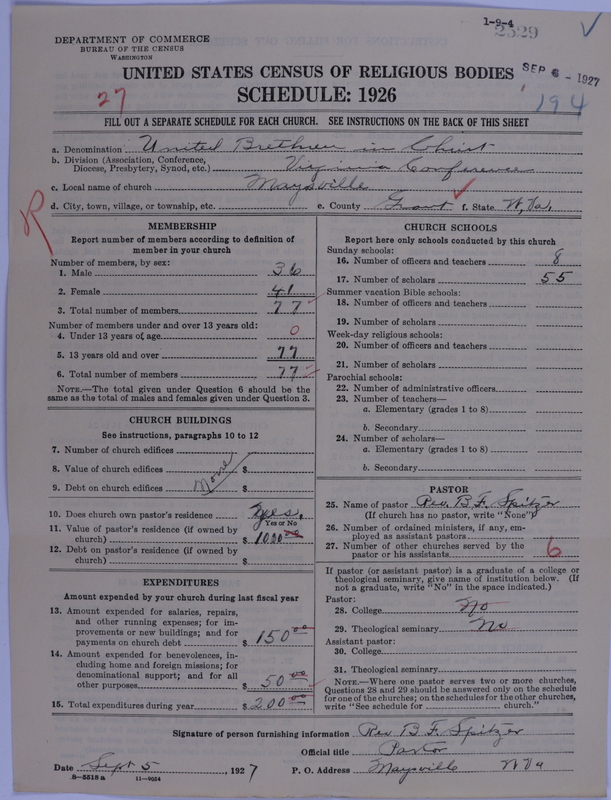 1-9-4
2529
DEPARTMENT OF COMMERCE
BUREAU OF THE CENSUS
WASHINGTON
UNITED STATES CENSUS OF RELIGIOUS BODIES
SEP 6 - 1927
SCHEDULE: 1926
27
194
FILL OUT A SEPARATE SCHEDULE FOR EACH CHURCH. SEE INSTRUCTIONS ON THE BACK OF THIS SHEET
a. Denomination United Brethren in Christ
b. Division (Association, Conference, Diocese, Presbytery, Synod, etc.) Virginia Conference
c. Local name of church Maysville
d. City, town, village, or township, etc. e. County Grant f. State W. Va.
R
MEMBERSHIP
Report number of members according to definition of
member in your church
Number of members, by sex:
1. Male 36
2. Female 41
3. Total number of members 77
Number of members under and over 13 years old:
4. Under 13 years of age 0
5. 13 years old and over 77
6. Total number of members 77
NOTE.—The total given under Question 6 should be
same as the total of males and females given under Question 3.
CHURCH BUILDINGS
See instructions, paragraphs 10 to 12
7. Number of church edifices
8. Value of church edifices $
None
9. Debt on church edifices $
10. Does church own pastor's residence Yes.
Yes or No
11. Value of pastor's residence (if owned by
church) $ 1020 00
12. Debt on pastor's residence (if owned by
church) $
EXPENDITURES
Amount expended by your church during last fiscal year
13. Amount expended for salaries, repairs,
and other running expenses; for im-
provements or new buildings; and for
payments on church debt $ 150 00
14. Amount expended for benevolences, in-
cluding home and foreign missions; for
denominational support; and for all
other purposes $ 50 00
15. Total expenditures during year $ 200 00
CHURCH SCHOOLS
Report here only schools conducted by this church
Sunday schools:
16. Number of officers and teachers 8
17. Number of scholars 55
Summer vacation Bible schools:
18. Number of officers and teachers
19. Number of scholars
Week-day religious schools:
20. Number of officers and teachers
21. Number of scholars
Parochial schools:
22. Number of administrative officers
23. Number of teachers—
a. Elementary (grades 1 to 8)
b. Secondary
24. Number of scholars—
a. Elementary (grades 1 to 8)
b. Secondary
PASTOR
25. Name of pastor Rev. B. F. Spitzer
(If church has no pastor, write "None")
26. Number of ordained ministers, if any, em-
ployed as assistant pastors
27. Number of other churches served by the
pastor or his assistants 6
If pastor (or assistant pastor) is a graduate of a college or
theological seminary, give name of institution below. (If
not a graduate, write "No" in the space indicated.)
Pastor:
28. College No
29. Theological seminary No
Assistant pastor:
30. College
31. Theological seminary
NOTE.—Where one pastor serves two or more churches,
Questions 28 and 29 should be answered only on the schedule
for one of the churches; on the schedules for the other churches,
write "See schedule for church."
Signature of person furnishing information Rev B. F. Spitzer
Official title Pastor
Date Sept 5, 1927 P. O. Address Maysville W Va
8-5518 a 11-9024